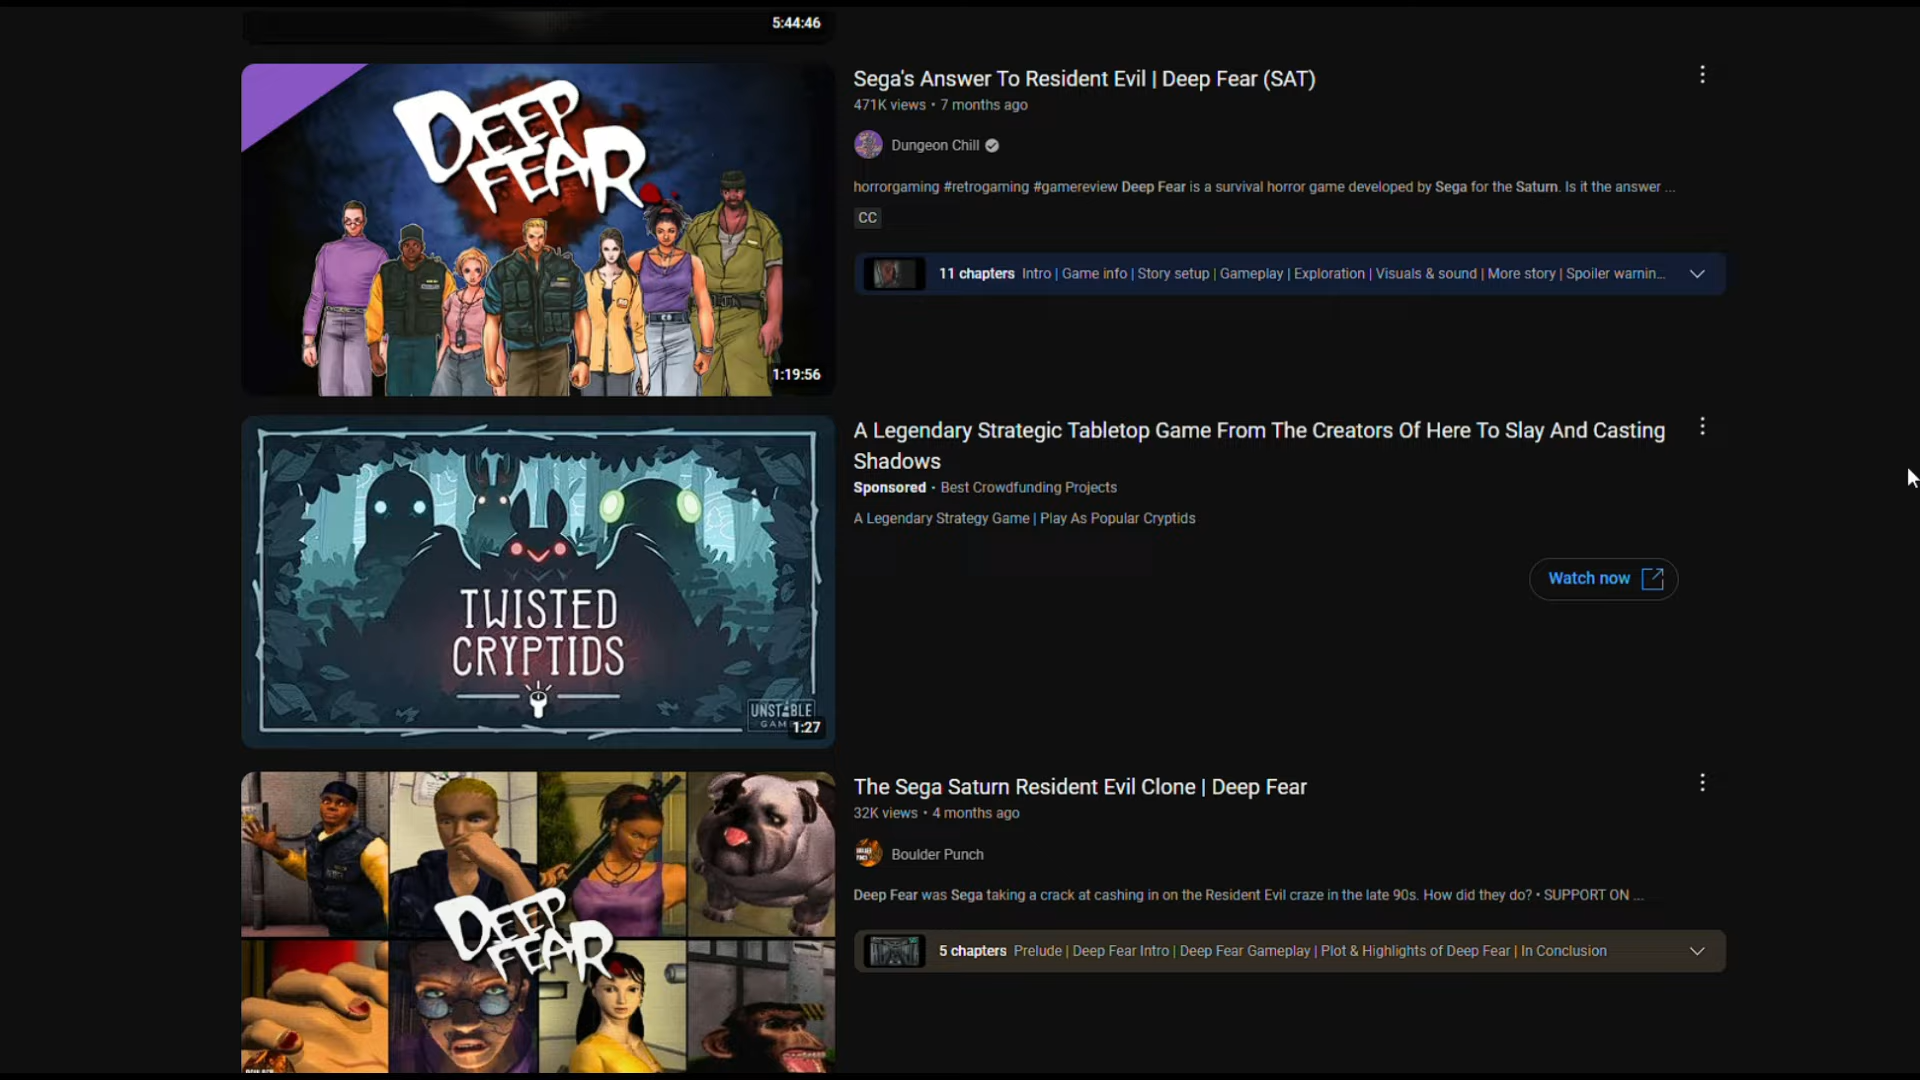 5:44:46
DEEP
FEAR
1:19:56
Sega's Answer To Resident Evil | Deep Fear (SAT)
471K views • 7 months ago
Dungeon Chill
horrorgaming #retrogaming #gamereview Deep Fear is a survival horror game developed by Sega for the Saturn. Is it the answer ...
CC
11 chapters Intro | Game info | Story setup | Gameplay | Exploration | Visuals & sound | More story | Spoiler warnin...
TWISTED
CRYPTIDS
UNSTABLE
GAM
1:27
A Legendary Strategic Tabletop Game From The Creators Of Here To Slay And Casting
Shadows
Sponsored • Best Crowdfunding Projects
A Legendary Strategy Game | Play As Popular Cryptids
Watch now
DEEP
FEAR
The Sega Saturn Resident Evil Clone | Deep Fear
32K views • 4 months ago
Boulder Punch
Deep Fear was Sega taking a crack at cashing in on the Resident Evil craze in the late 90s. How did they do? • SUPPORT ON ...
5 chapters Prelude | Deep Fear Intro | Deep Fear Gameplay | Plot & Highlights of Deep Fear | In Conclusion